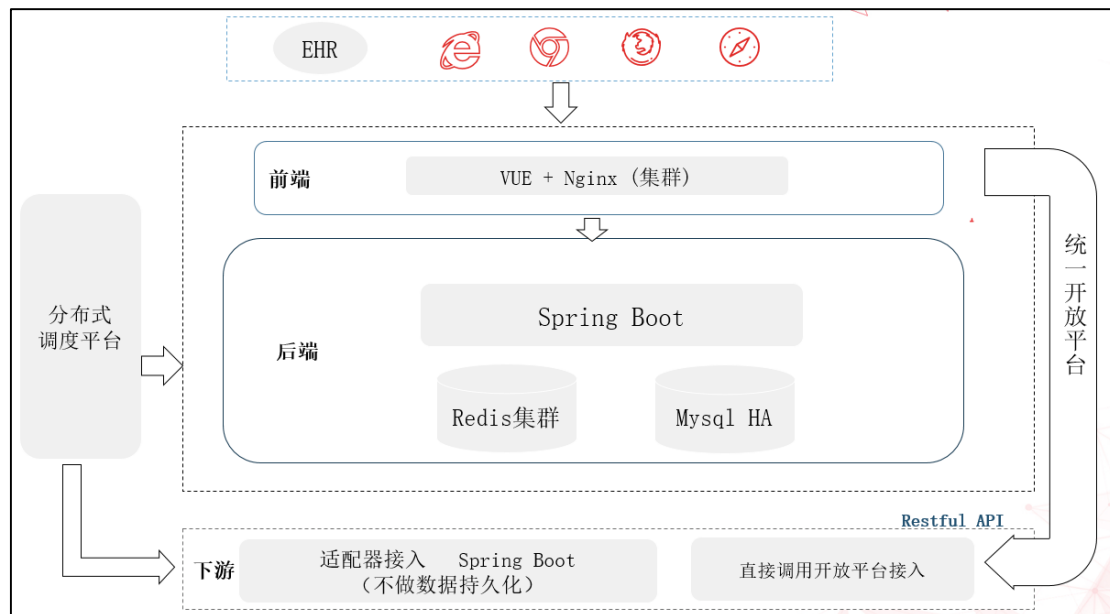 EHR
前端
VUE + Nginx (集群)
分布式
调度平台
后端
Spring Boot
Redis集群
Mysql HA
统一开放平台
Restful API
下游
适配器接入 Spring Boot
（不做数据持久化）
直接调用开放平台接入